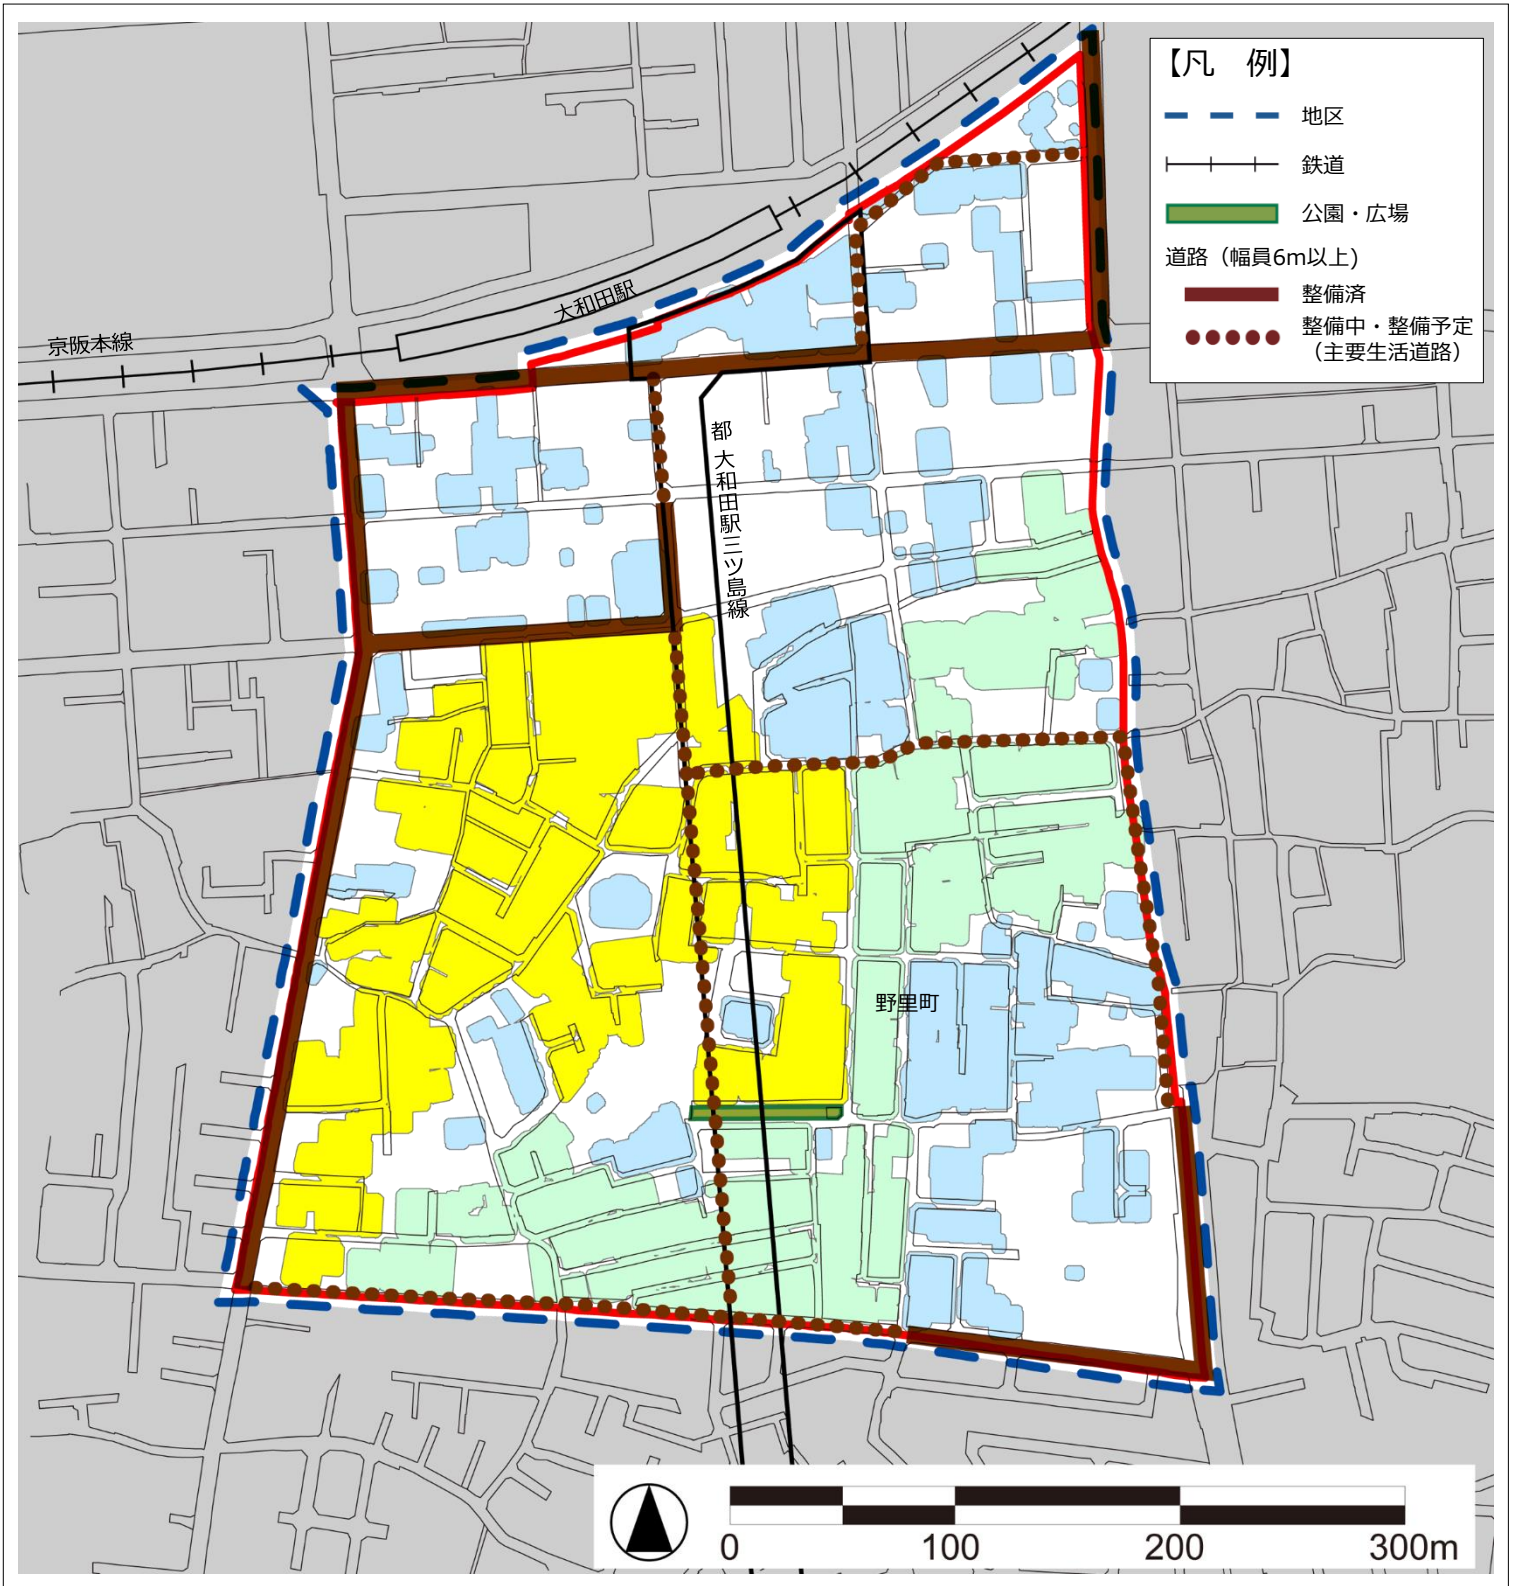 【凡　例】
地区
鉄道
公園・広場
道路（幅員6m以上）
整備済
整備中・整備予定
（主要生活道路）
大和田駅
京阪本線
都 大和田駅三ツ島線
野里町
0 100 200 300m